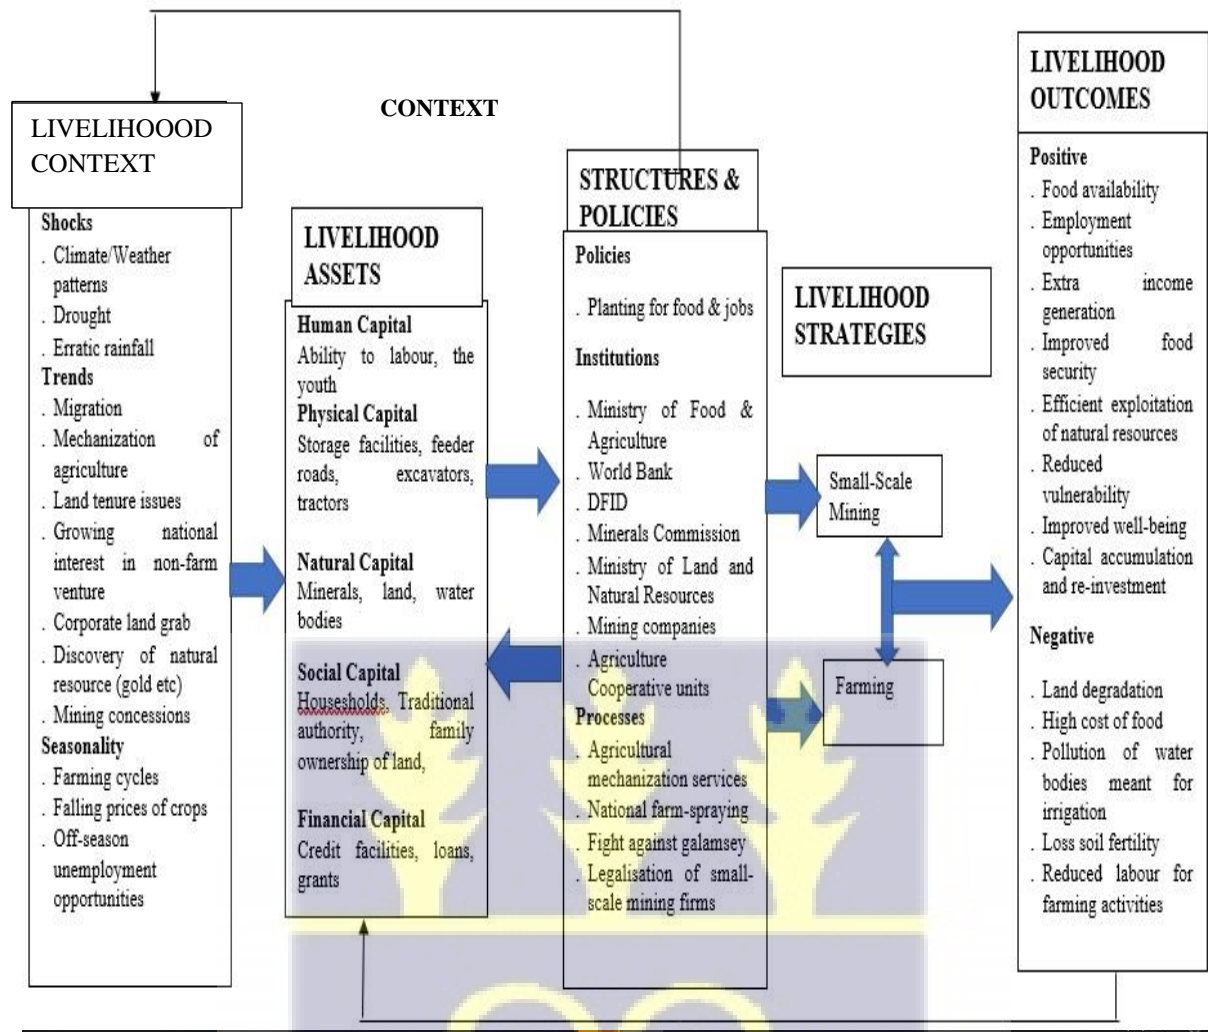 CONTEXT
LIVELIHOOOD
CONTEXT
Shocks
. Climate/Weather
patterns
. Drought
. Erratic rainfall
Trends
. Migration
. Mechanization of
agriculture
. Land tenure issues
. Growing national
interest in non-farm
venture
. Corporate land grab
. Discovery of natural
resource (gold etc)
. Mining concessions
Seasonality
. Farming cycles
. Falling prices of crops
. Off-season
unemployment
opportunities
LIVELIHOOD
ASSETS
Human Capital
Ability to labour, the
youth
Physical Capital
Storage facilities, feeder
roads, excavators,
tractors
Natural Capital
Minerals, land, water
bodies
Social Capital
Housesholds, Traditional
authority, family
ownership of land,
Financial Capital
Credit facilities, loans,
grants
STRUCTURES &
POLICIES
Policies
. Planting for food & jobs
Institutions
. Ministry of Food &
Agriculture
. World Bank
. DFID
. Minerals Commission
. Ministry of Land and
Natural Resources
. Mining companies
. Agriculture
Cooperative units
Processes
. Agricultural
mechanization services
. National farm-spraying
. Fight against galamsey
. Legalisation of small-
scale mining firms
LIVELIHOOD
STRATEGIES
Small-Scale
Mining
Farming
LIVELIHOOD
OUTCOMES
Positive
. Food availability
. Employment
opportunities
. Extra income
generation
. Improved food
security
. Efficient exploitation
of natural resources
. Reduced
vulnerability
. Improved well-being
. Capital accumulation
and re-investment
Negative
. Land degradation
. High cost of food
. Pollution of water
bodies meant for
irrigation
. Loss soil fertility
. Reduced labour for
farming activities